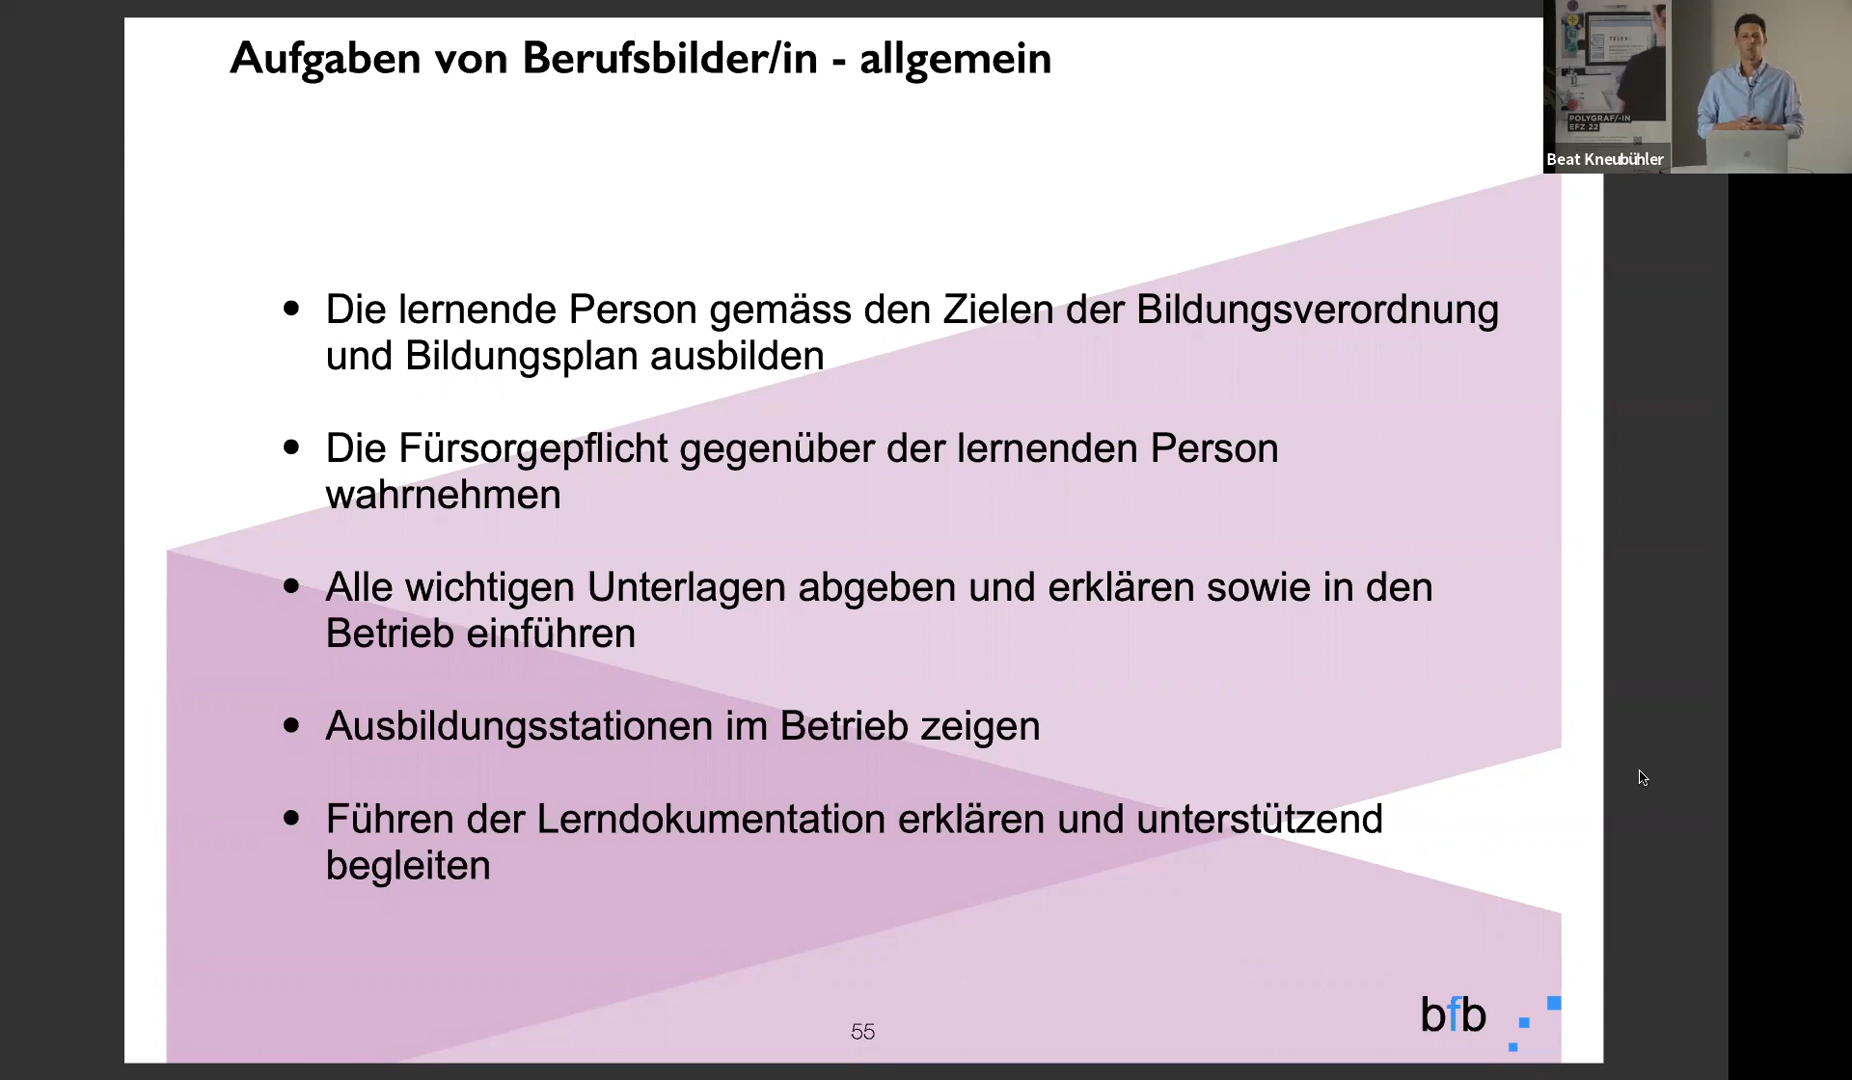 Aufgaben von Berufsbilder/in - allgemein
TELER
POLYGRAF/-IN
EFZ 22
Beat Kneubühler
• Die lernende Person gemäss den Zielen der Bildungsverordnung
und Bildungsplan ausbilden
• Die Fürsorgepflicht gegenüber der lernenden Person
wahrnehmen
• Alle wichtigen Unterlagen abgeben und erklären sowie in den
Betrieb einführen
• Ausbildungsstationen im Betrieb zeigen
• Führen der Lerndokumentation erklären und unterstützend
begleiten
55
bfb